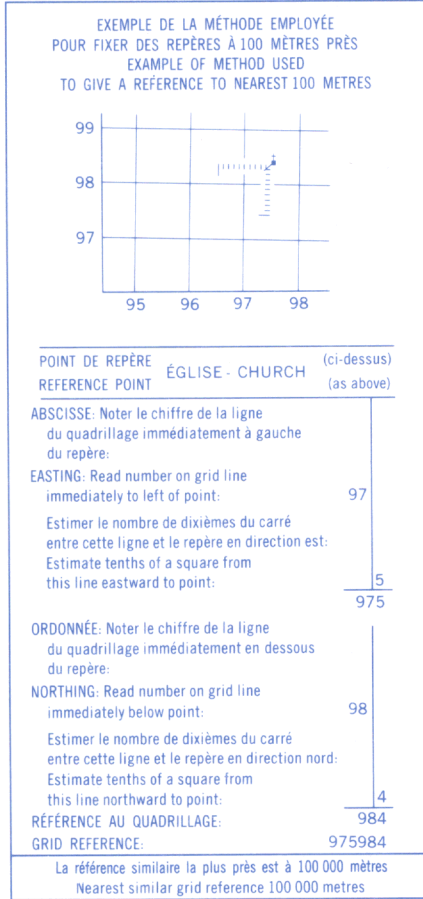 EXEMPLE DE LA MÉTHODE EMPLOYÉE
POUR FIXER DES REPÈRES À 100 MÈTRES PRÈS
EXAMPLE OF METHOD USED
TO GIVE A REFERENCE TO NEAREST 100 METRES
99
98
97
95 96 97 98
POINT DE REPÈRE
REFERENCE POINT
ÉGLISE - CHURCH
(ci-dessus)
(as above)
ABSCISSE: Noter le chiffre de la ligne
du quadrillage immédiatement à gauche
du repère:
EASTING: Read number on grid line
immediately to left of point: 97
Estimer le nombre de dixièmes du carré
entre cette ligne et le repère en direction est:
Estimate tenths of a square from
this line eastward to point: 5
975
ORDONNÉE: Noter le chiffre de la ligne
du quadrillage immédiatement en dessous
du repère:
NORTHING: Read number on grid line
immediately below point: 98
Estimer le nombre de dixièmes du carré
entre cette ligne et le repère en direction nord:
Estimate tenths of a square from
this line northward to point: 4
RÉFÉRENCE AU QUADRILLAGE: 984
GRID REFERENCE: 975984
La référence similaire la plus près est à 100 000 mètres
Nearest similar grid reference 100 000 metres